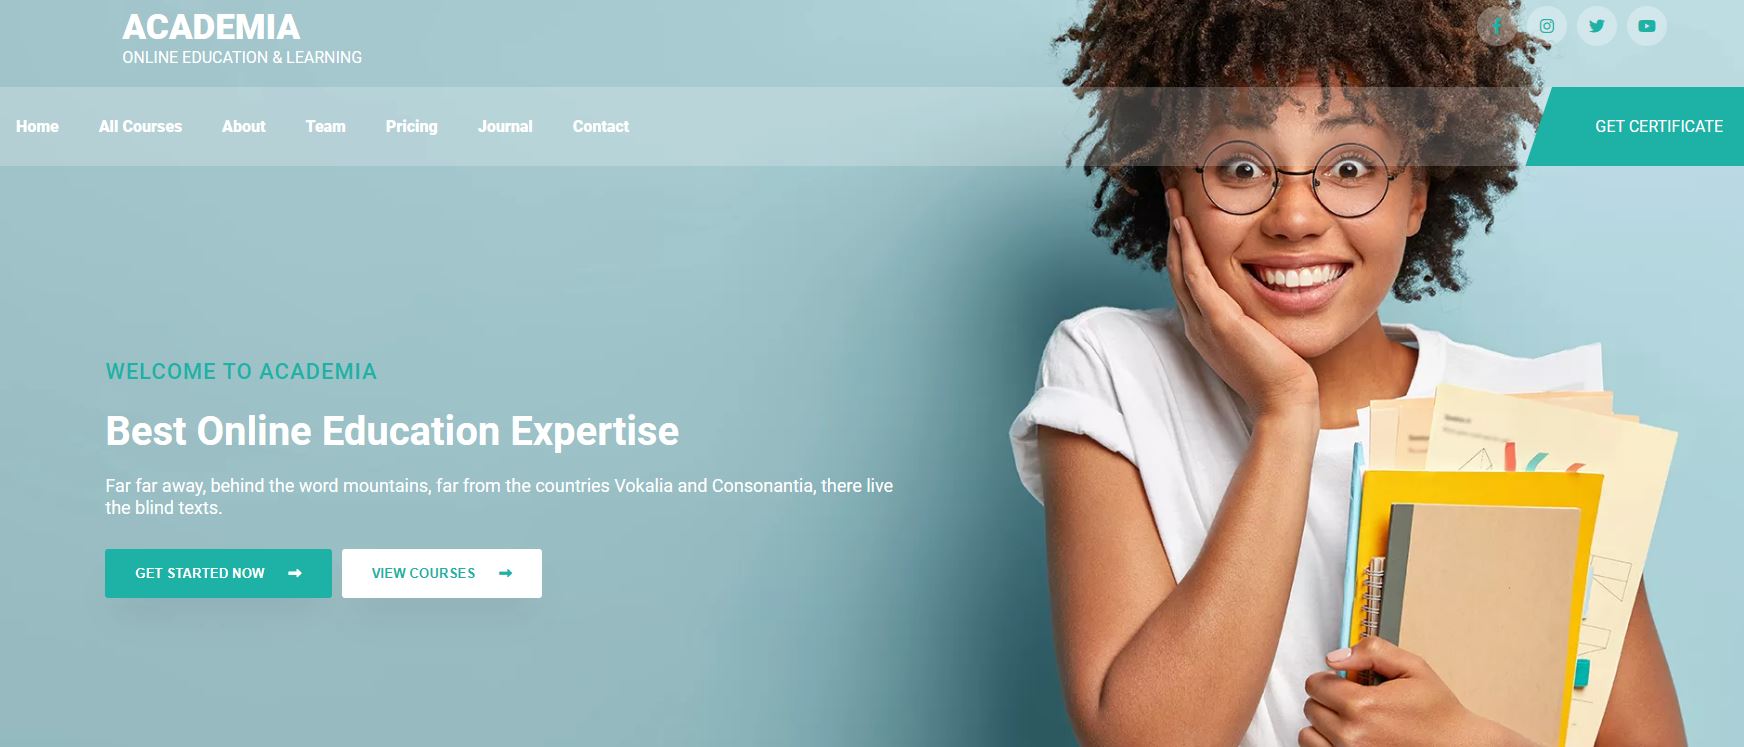 ACADEMIA
ONLINE EDUCATION & LEARNING
Home
All Courses
About
Team
Pricing
Journal
Contact
GET CERTIFICATE
WELCOME TO ACADEMIA
Best Online Education Expertise
Far far away, behind the word mountains, far from the countries Vokalia and Consonantia, there live
the blind texts.
GET STARTED NOW
VIEW COURSES